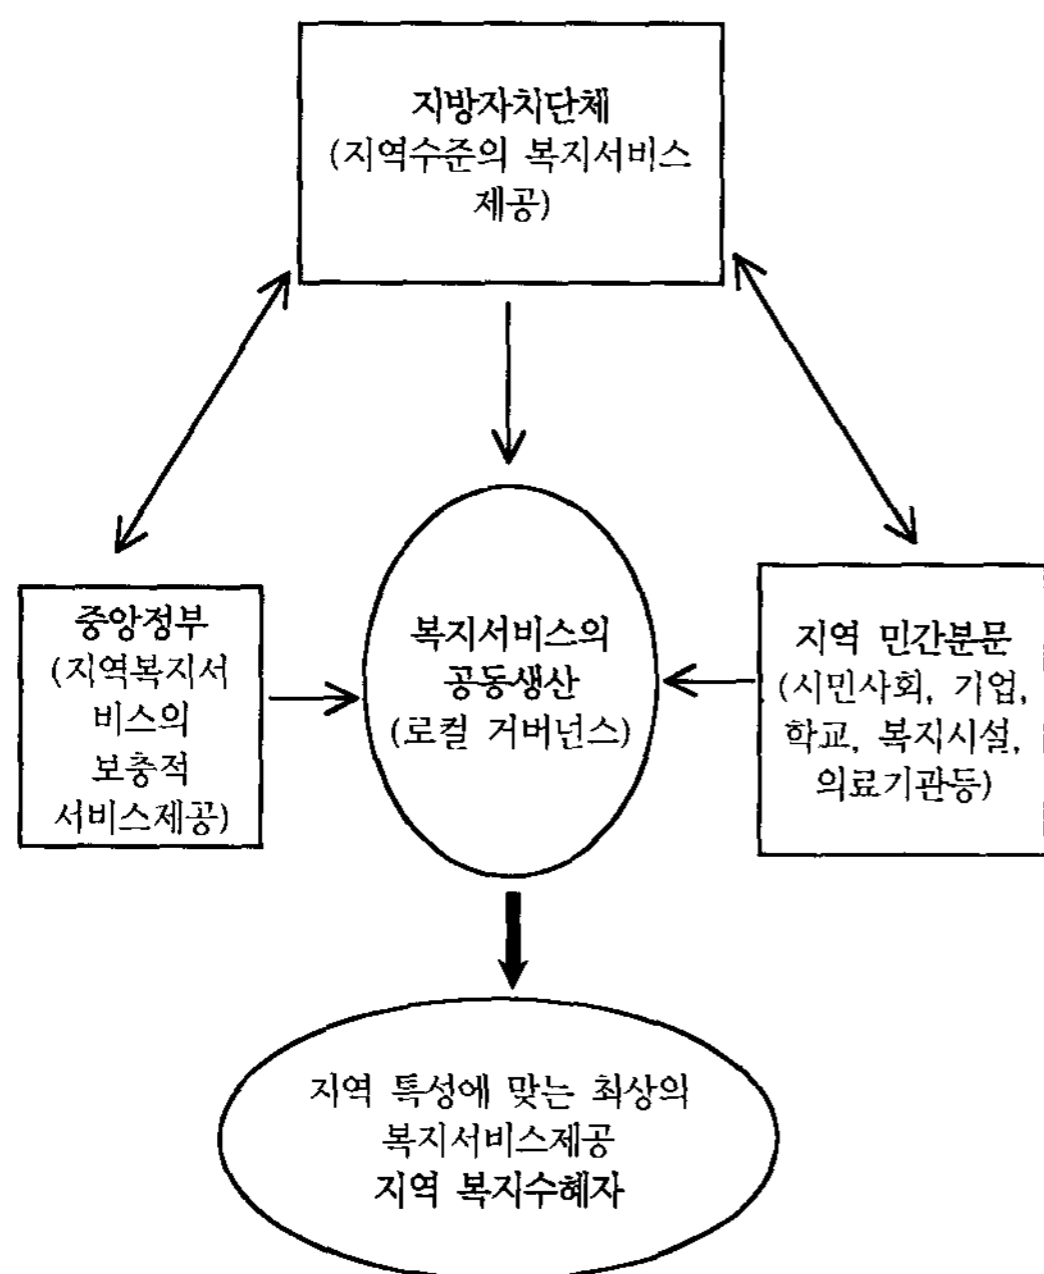 지방자치단체
(지역수준의 복지서비스
제공)
중앙정부
(지역복지서
비스의
보충적
서비스제공)
복지서비스의
공동생산
(로컬 거버넌스)
지역 민간분문
(시민사회, 기업,
학교, 복지시설,
의료기관등)
지역 특성에 맞는 최상의
복지서비스제공
지역 복지수혜자